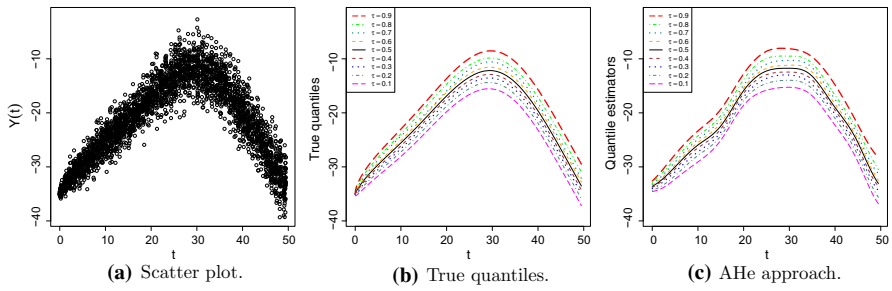 Y(t)
−10
−20
−30
−40
0 10 20 30 40 50
t
(a) Scatter plot.
True quantiles
−10
−20
−30
−40
τ = 0.9
τ = 0.8
τ = 0.7
τ = 0.6
τ = 0.5
τ = 0.4
τ = 0.3
τ = 0.2
τ = 0.1
0 10 20 30 40 50
t
(b) True quantiles.
Quantile estimators
−10
−20
−30
−40
τ = 0.9
τ = 0.8
τ = 0.7
τ = 0.6
τ = 0.5
τ = 0.4
τ = 0.3
τ = 0.2
τ = 0.1
0 10 20 30 40 50
t
(c) AHe approach.